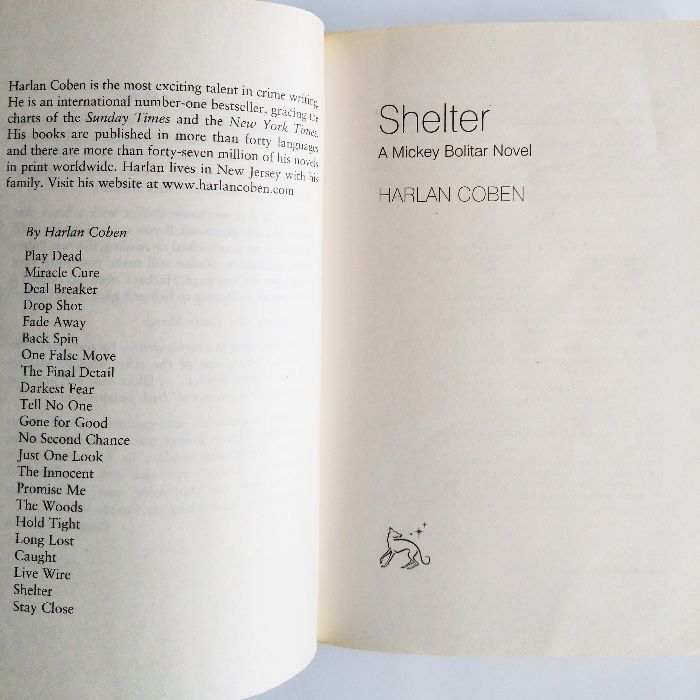 Harlan Coben is the most exciting talent in crime writing.
He is an international number-one bestseller, gracing the
charts of the Sunday Times and the New York Times.
His books are published in more than forty languages
and there are more than forty-seven million of his novels
in print worldwide. Harlan lives in New Jersey with his
family. Visit his website at www.harlancoben.com
By Harlan Coben
Play Dead
Miracle Cure
Deal Breaker
Drop Shot
Fade Away
Back Spin
One False Move
The Final Detail
Darkest Fear
Tell No One
Gone for Good
No Second Chance
Just One Look
The Innocent
Promise Me
The Woods
Hold Tight
Long Lost
Caught
Live Wire
Shelter
Stay Close
Shelter
A Mickey Bolitar Novel
HARLAN COBEN